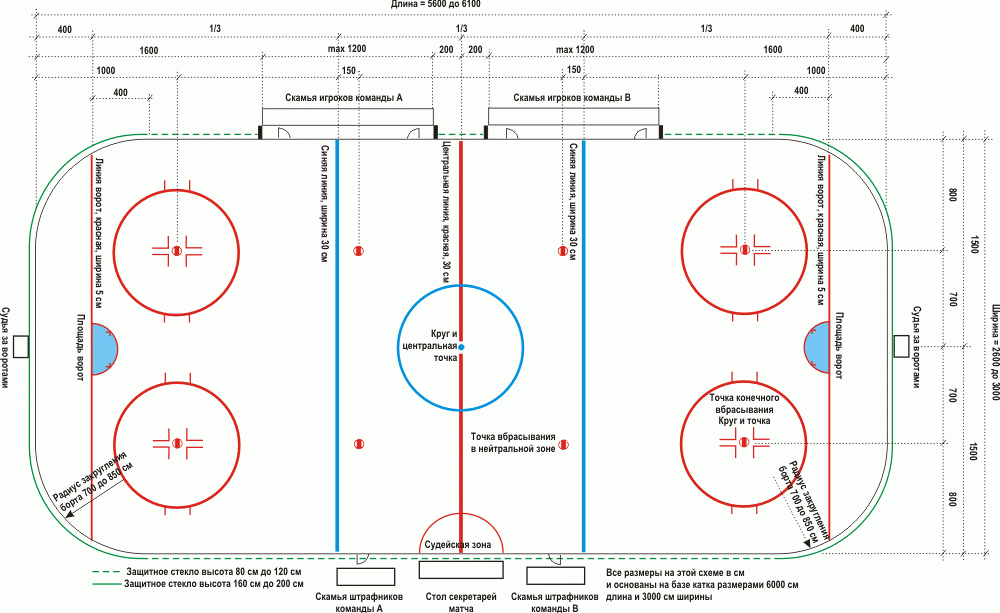 Длина = 5600 до 6100
400
1/3
1/3
1/3
400
1600
max 1200
200
200
max 1200
1600
1000
150
150
1000
400
400
Скамья игроков команды А
Скамья игроков команды В
Линия ворот, красная, ширина 5 см
Синяя линия, ширина 30 см
Центральная линия, красная, 30 см
Синяя линия, ширина 30 см
Линия ворот, красная, ширина 5 см
800
1500
700
Ширина = 2600 до 3000
700
1500
800
Судья за воротами
Площадь ворот
Круг и
центральная
точка
Площадь ворот
Судья за воротами
Точка конечного
вбрасывания
Круг и точка
Точка вбрасывания
в нейтральной зоне
Радиус закругления
борта 700 до 850 см
Радиус закругления
борта 700 до 850 см
Судейская зона
Защитное стекло высота 80 см до 120 см
Защитное стекло высота 160 см до 200 см
Скамья штрафников
команды А
Стол секретарей
матча
Скамья штрафников
команды В
Все размеры на этой схеме в см
и основаны на базе катка размерами 6000 см
длина и 3000 см ширины